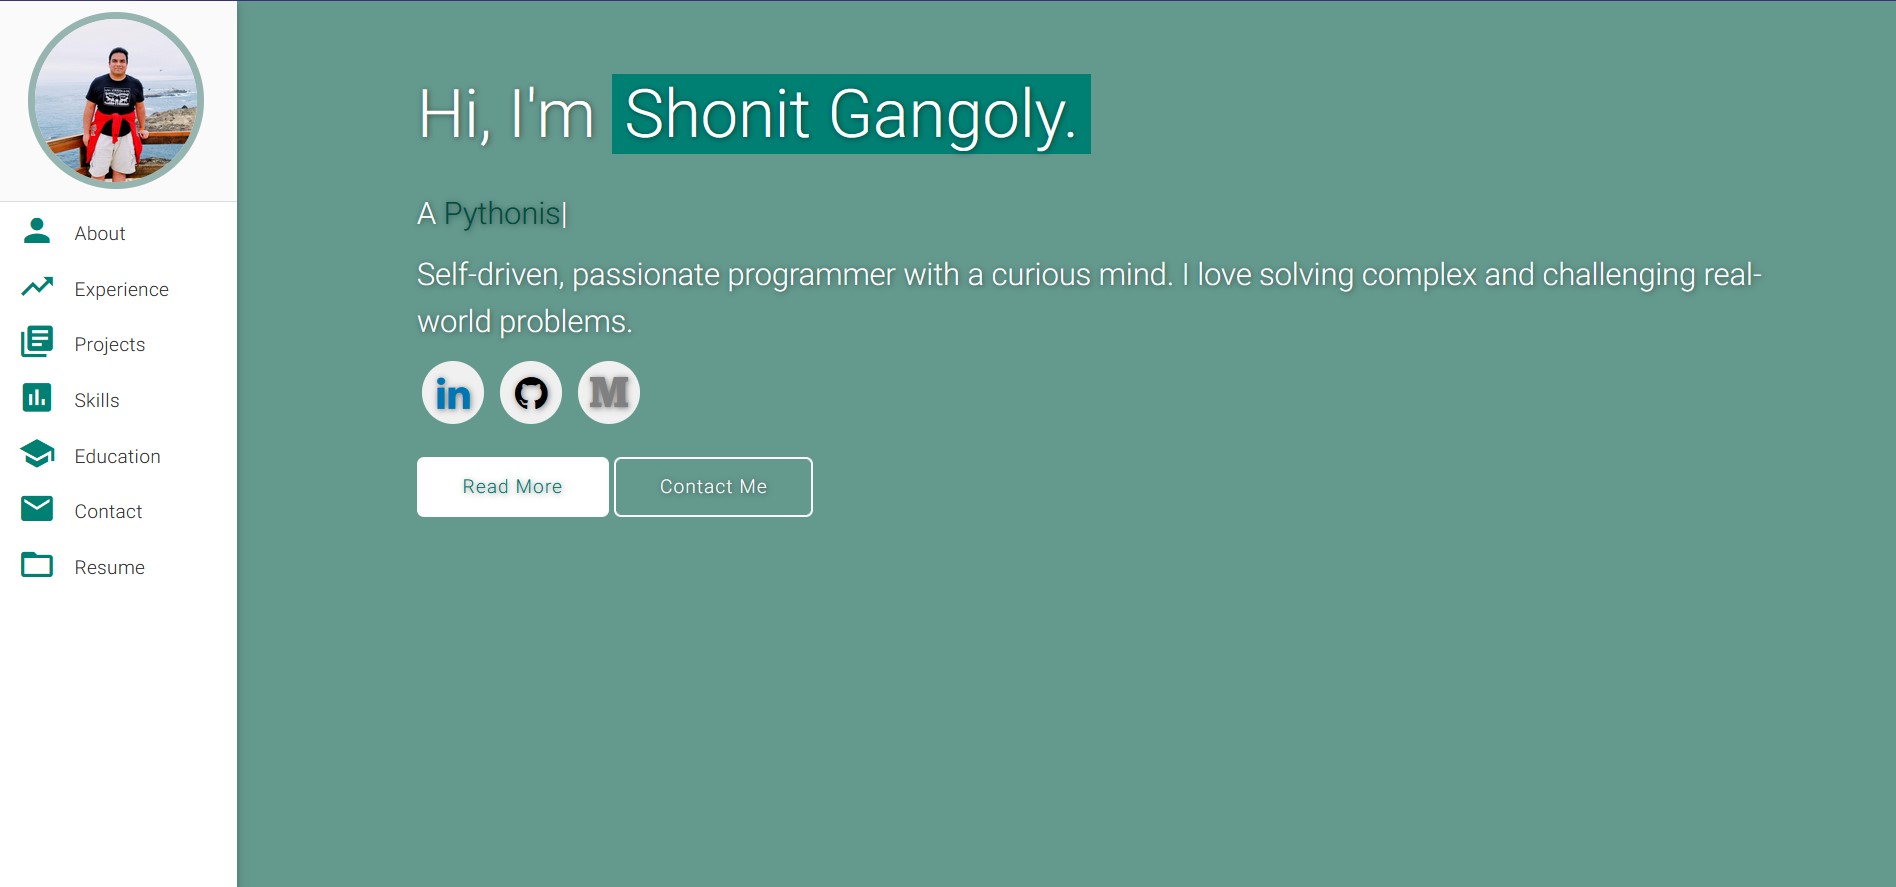 Hi, I'm Shonit Gangoly.
A Pythonis|
Self-driven, passionate programmer with a curious mind. I love solving complex and challenging real-
world problems.
in M
Read More Contact Me
About
Experience
Projects
Skills
Education
Contact
Resume